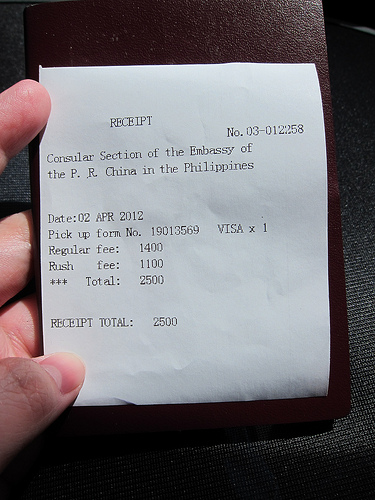 RECEIPT
No. 03-012258
Consular Section of the Embassy of
the P. R. China in the Philippines
Date:02 APR 2012
Pick up form No. 19013569 VISA x 1
Regular fee: 1400
Rush fee: 1100
*** Total: 2500
RECEIPT TOTAL: 2500